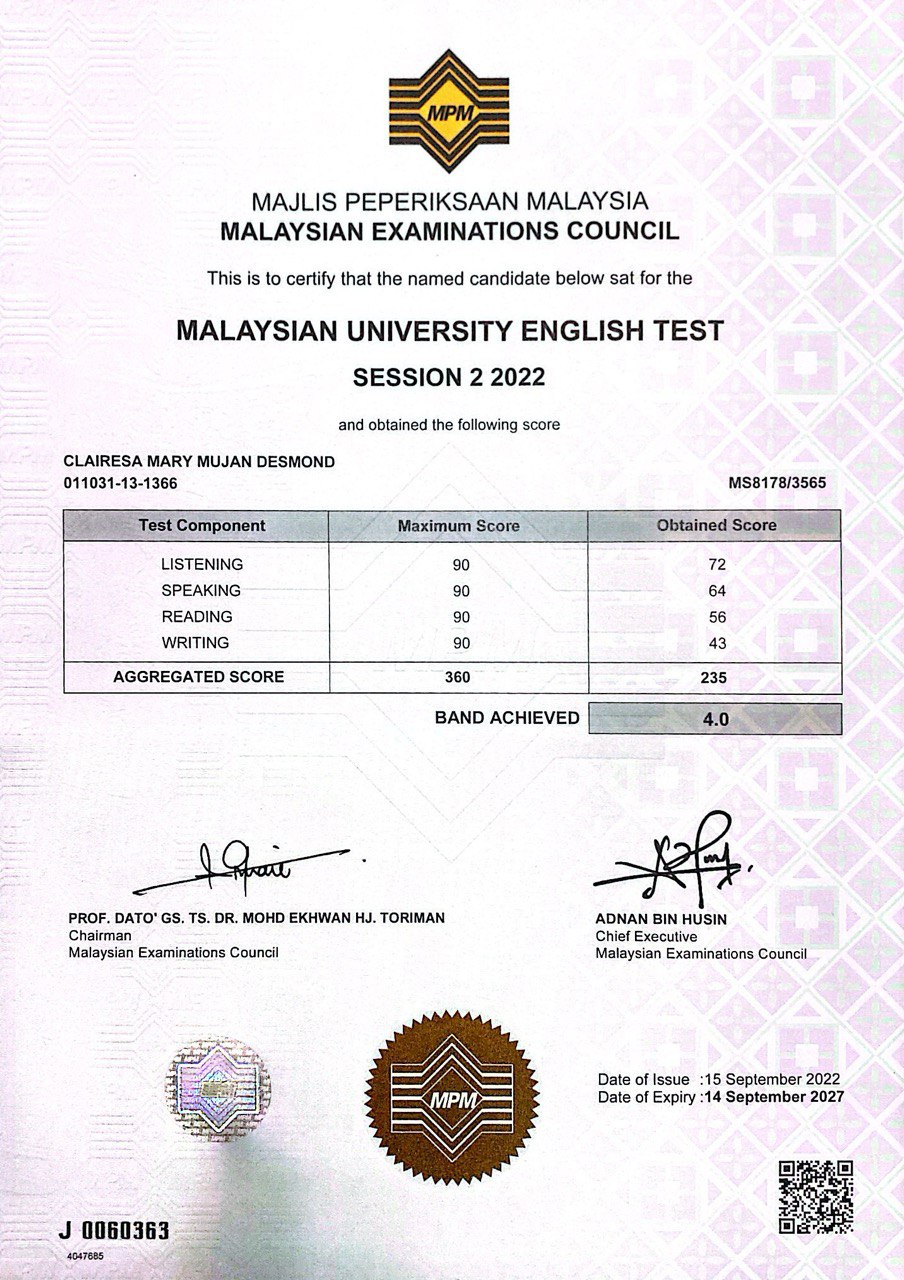 MPM
MAJLIS PEPERIKSAAN MALAYSIA
MALAYSIAN EXAMINATIONS COUNCIL
This is to certify that the named candidate below sat for the
MALAYSIAN UNIVERSITY ENGLISH TEST
SESSION 2 2022
and obtained the following score
CLAIRESA MARY MUJAN DESMOND
011031-13-1366 MS8178/3565
Test Component Maximum Score Obtained Score
LISTENING 90 72
SPEAKING 90 64
READING 90 56
WRITING 90 43
AGGREGATED SCORE 360 235
BAND ACHIEVED 4.0
PROF. DATO' GS. TS. DR. MOHD EKHWAN HJ. TORIMAN
Chairman
Malaysian Examinations Council
ADNAN BIN HUSIN
Chief Executive
Malaysian Examinations Council
MPM
Date of Issue :15 September 2022
Date of Expiry :14 September 2027
J 0060363
4047685